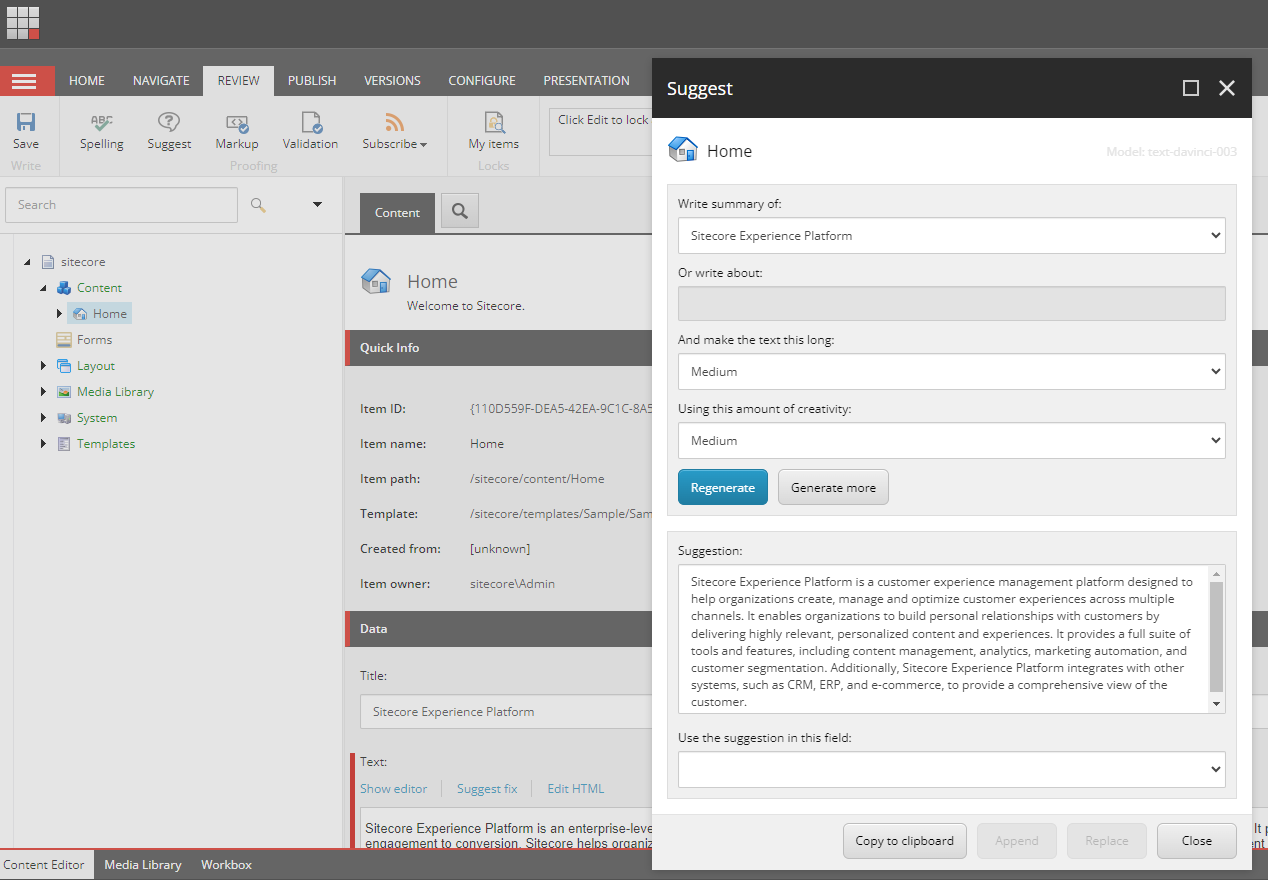 HOME NAVIGATE REVIEW PUBLISH VERSIONS CONFIGURE PRESENTATION
Save
Write
ABC
Spelling Suggest Markup Validation Subscribe
Proofing
My items
Locks
Click Edit to lock
Search
sitecore
Content
Home
Forms
Layout
Media Library
System
Templates
Content
Home
Welcome to Sitecore.
Quick Info
Item ID: {110D559F-DEA5-42EA-9C1C-8A5
Item name: Home
Item path: /sitecore/content/Home
Template: /sitecore/templates/Sample/Sam
Created from: [unknown]
Item owner: sitecore\Admin
Data
Title:
Sitecore Experience Platform
Text:
Show editor Suggest fix Edit HTML
Sitecore Experience Platform is an enterprise-leve
engagement to conversion. Sitecore helps organiz
Content Editor Media Library Workbox
Suggest
Home
Model: text-davinci-003
Write summary of:
Sitecore Experience Platform
Or write about:
And make the text this long:
Medium
Using this amount of creativity:
Medium
Regenerate Generate more
Suggestion:
Sitecore Experience Platform is a customer experience management platform designed to
help organizations create, manage and optimize customer experiences across multiple
channels. It enables organizations to build personal relationships with customers by
delivering highly relevant, personalized content and experiences. It provides a full suite of
tools and features, including content management, analytics, marketing automation, and
customer segmentation. Additionally, Sitecore Experience Platform integrates with other
systems, such as CRM, ERP, and e-commerce, to provide a comprehensive view of the
customer.
Use the suggestion in this field:
Copy to clipboard Append Replace Close